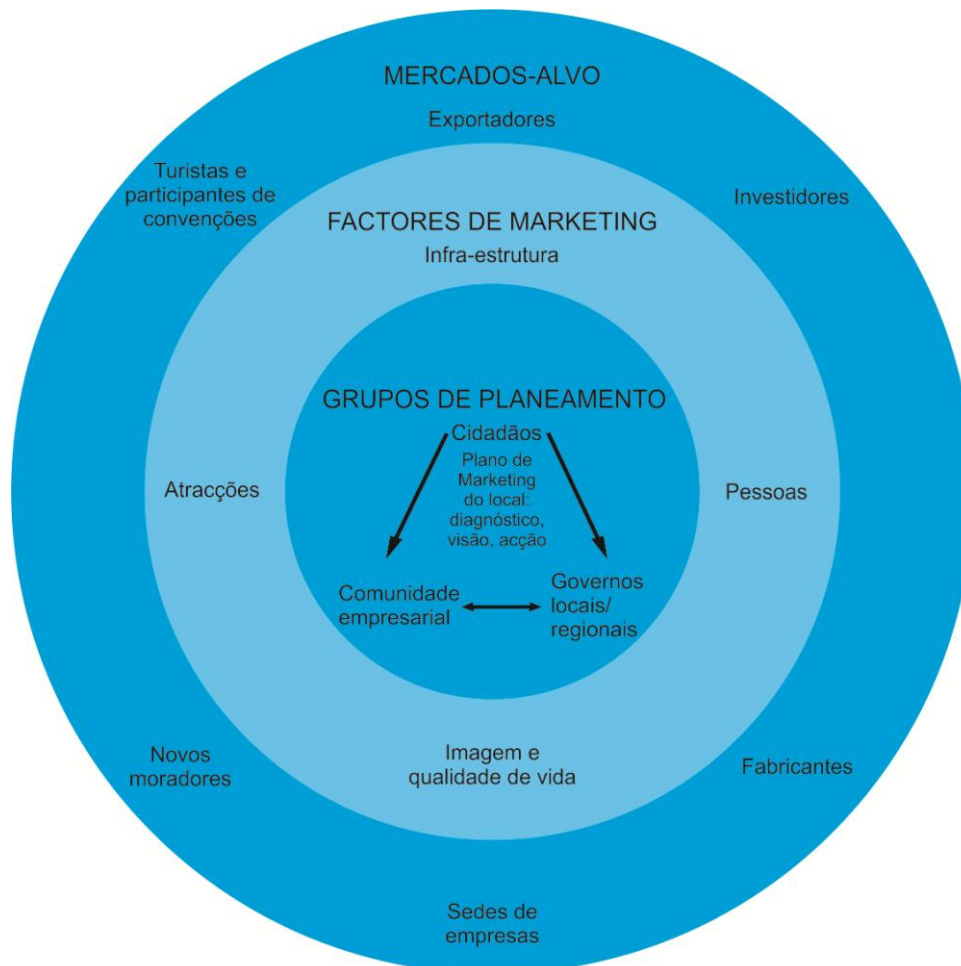 MERCADOS-ALVO
Exportadores
Turistas e
participantes de
convenções
Investidores
FACTORES DE MARKETING
Infra-estrutura
GRUPOS DE PLANEAMENTO
Cidadãos
Plano de
Marketing
do local:
diagnóstico,
visão, acção
Atracções
Pessoas
Comunidade
empresarial
Governos
locais/
regionais
Imagem e
qualidade de vida
Novos
moradores
Fabricantes
Sedes de
empresas